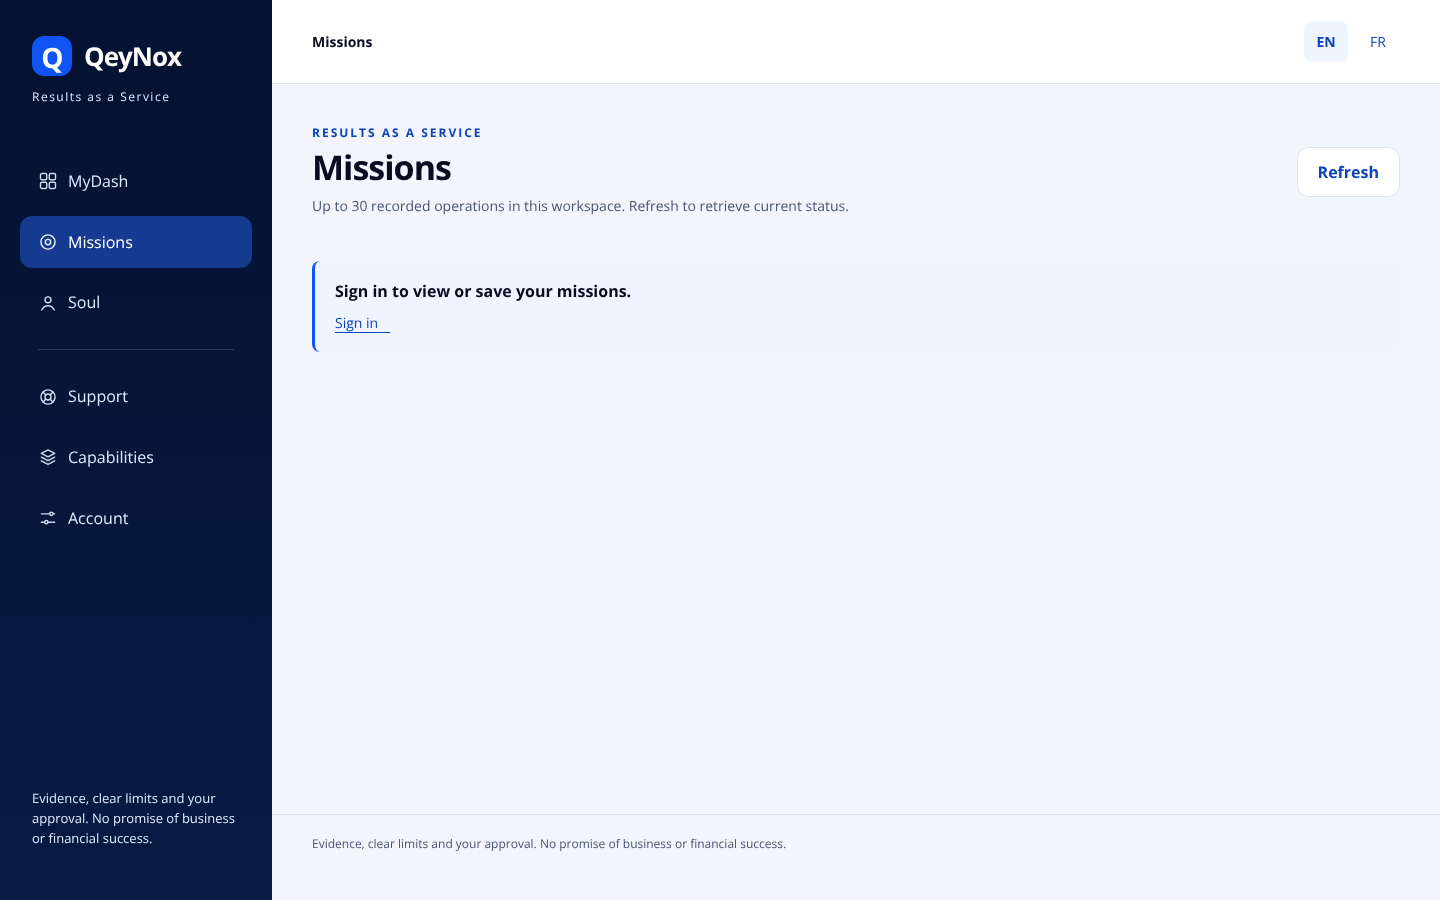 Q QeyNox
Results as a Service
MyDash
Missions
Soul
Support
Capabilities
Account
Evidence, clear limits and your
approval. No promise of business
or financial success.
Missions
EN FR
RESULTS AS A SERVICE
Missions
Up to 30 recorded operations in this workspace. Refresh to retrieve current status.
Refresh
Sign in to view or save your missions.
Sign in
Evidence, clear limits and your approval. No promise of business or financial success.